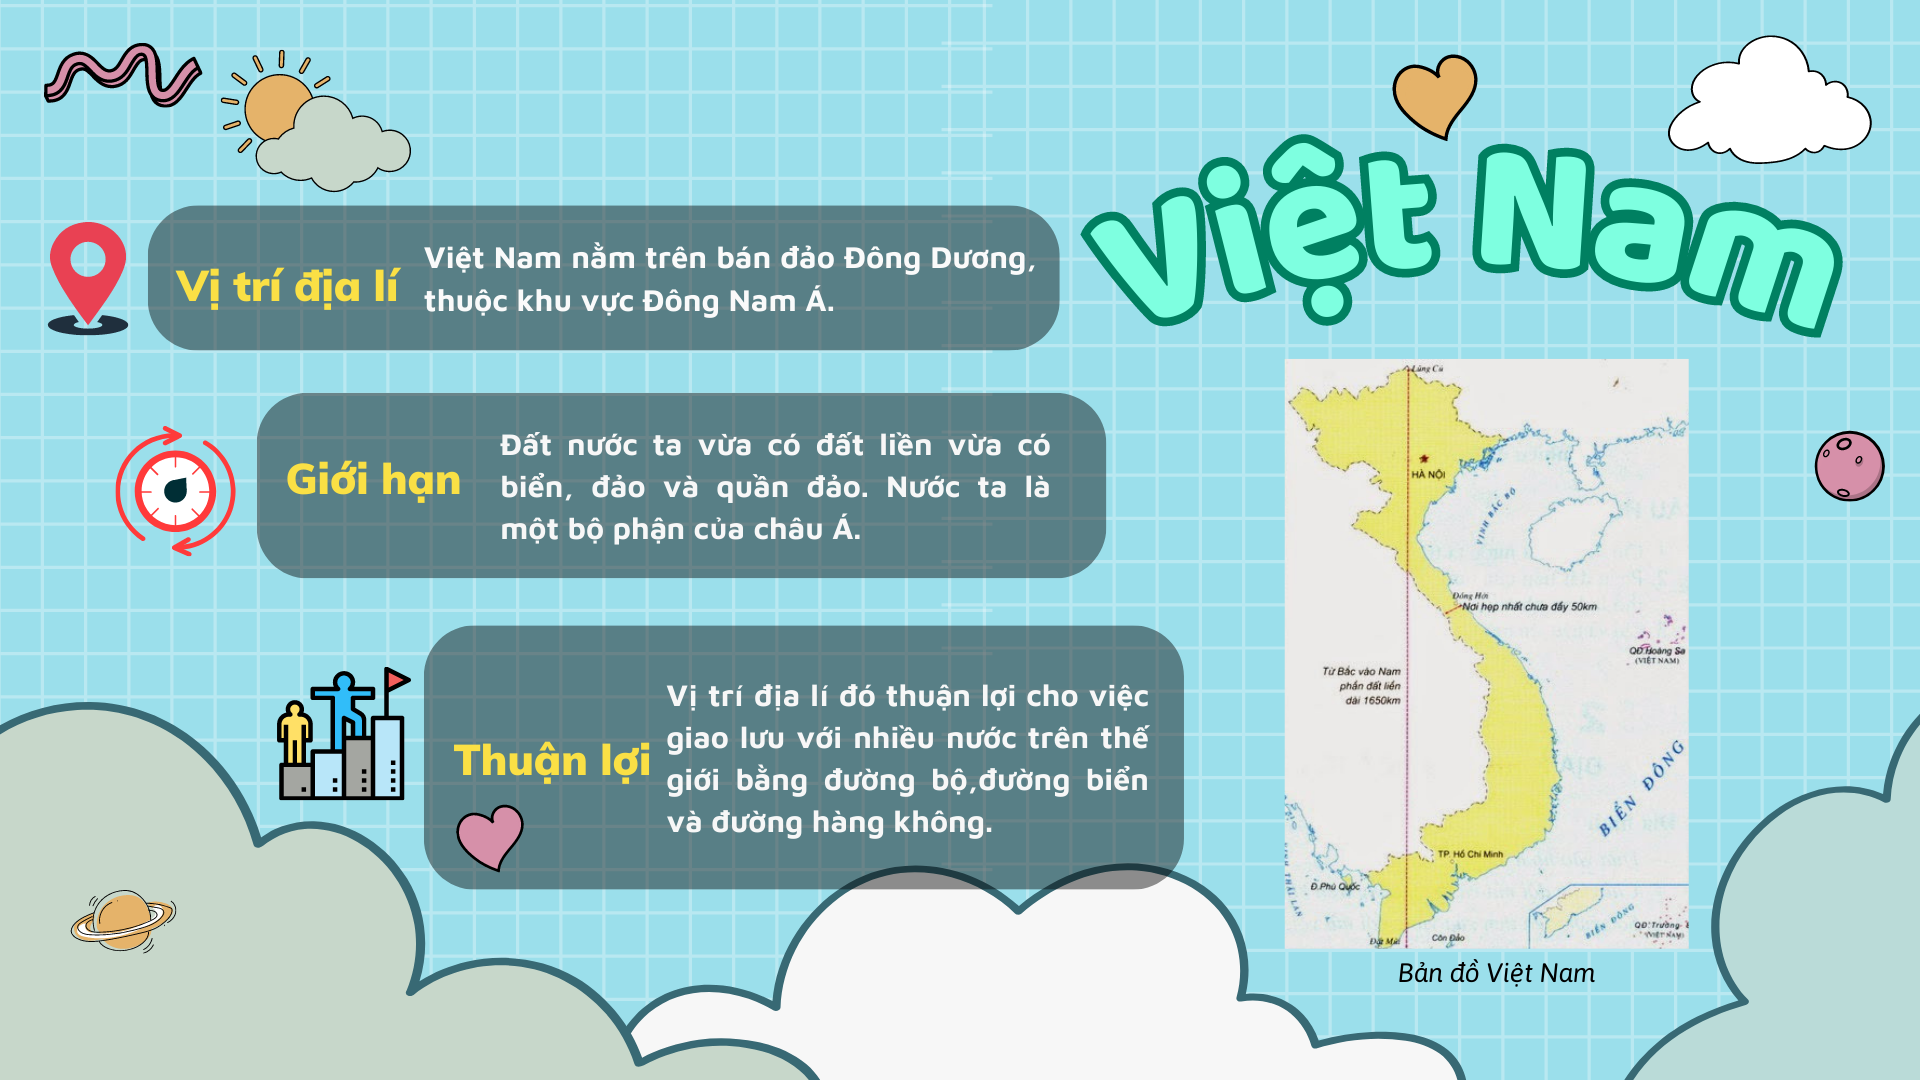 Việt Nam
Vị trí địa lí
Việt Nam nằm trên bán đảo Đông Dương,
thuộc khu vực Đông Nam Á.
Giới hạn
Đất nước ta vừa có đất liền vừa có
biển, đảo và quần đảo. Nước ta là
một bộ phận của châu Á.
Thuận lợi
Vị trí địa lí đó thuận lợi cho việc
giao lưu với nhiều nước trên thế
giới bằng đường bộ,đường biển
và đường hàng không.
Lũng Cú
HÀ NỘI
VỊNH BẮC BỘ
Đồng Hới
Nơi hẹp nhất chưa đầy 50km
QĐ.Hoàng Sa
(VIỆT NAM)
Từ Bắc vào Nam
phần đất liền
dài 1650km
BIỂN ĐÔNG
TP. Hồ Chí Minh
Đ.Phú Quốc
BIỂN ĐÔNG
QĐ.Trường
(VIỆT NAM)
Đất Mũi
Côn Đảo
Bản đồ Việt Nam